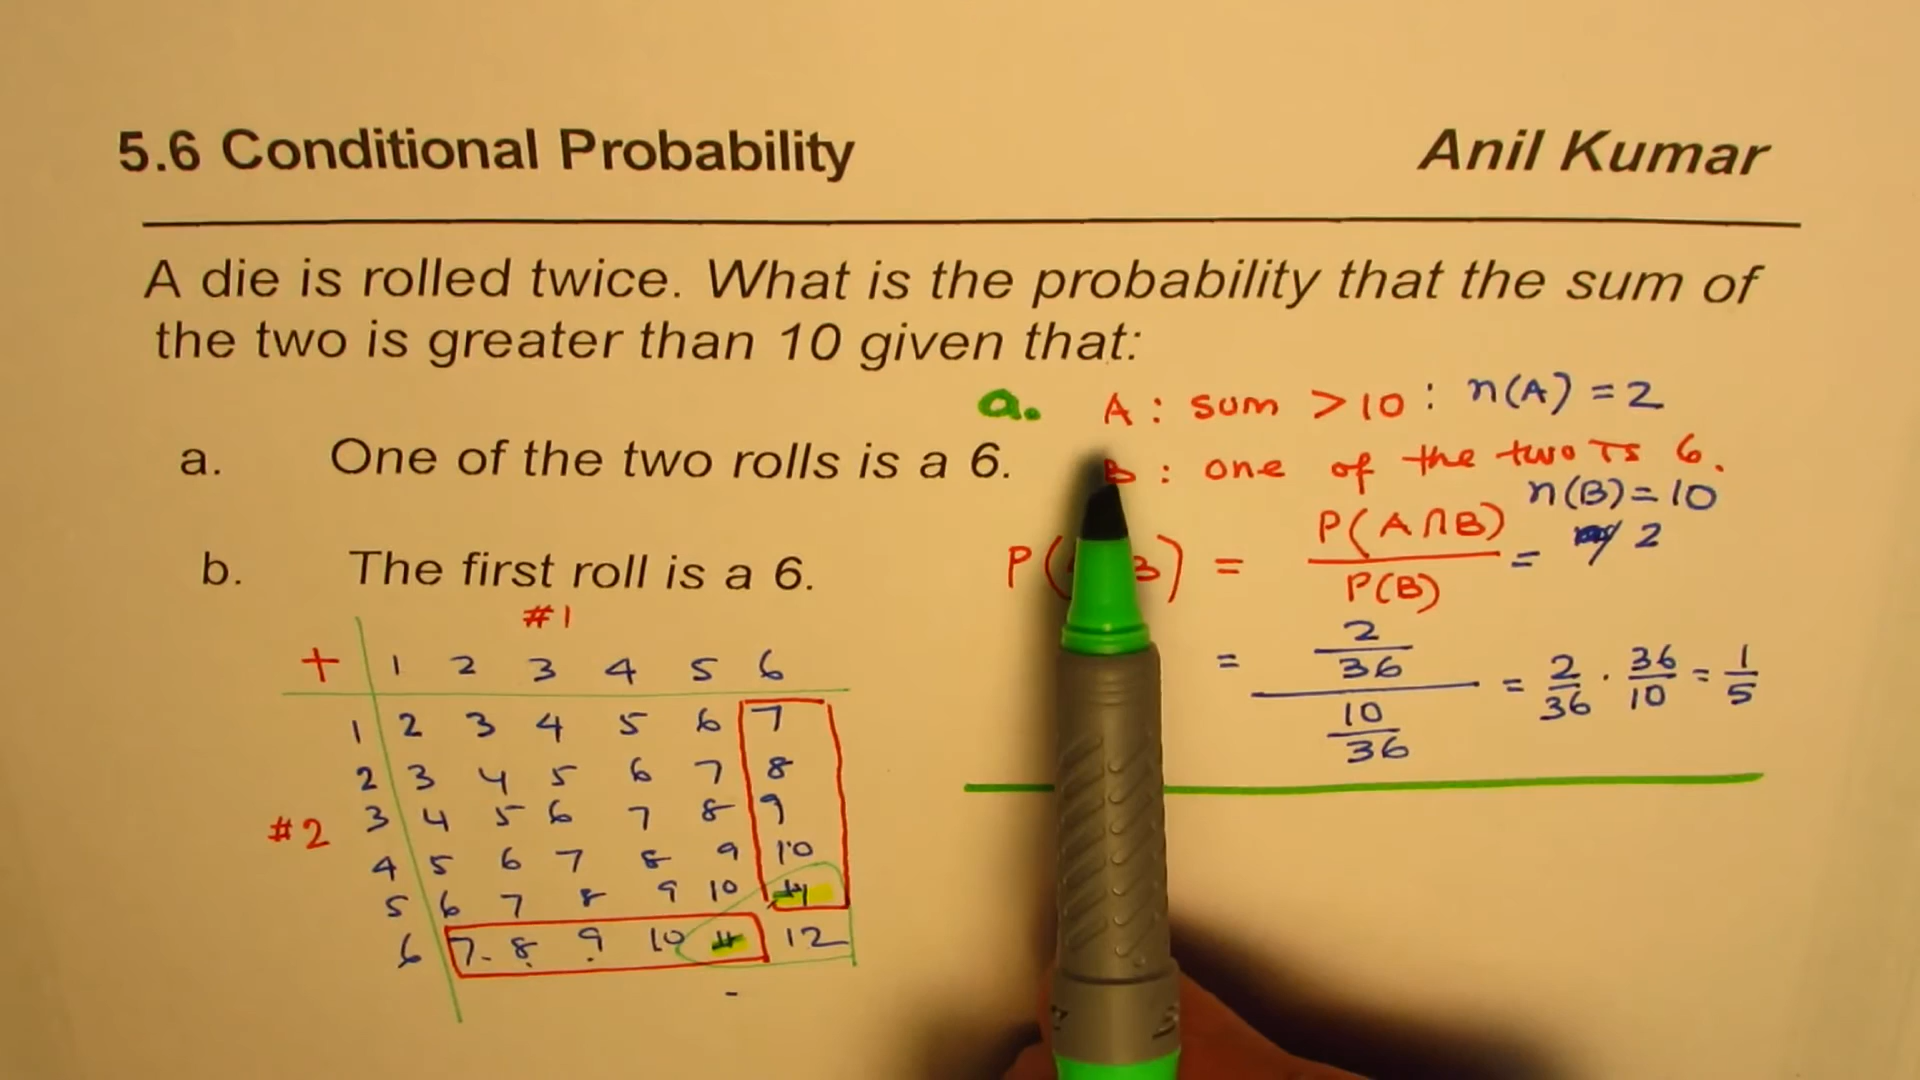 5.6 Conditional Probability Anil Kumar
A die is rolled twice. What is the probability that the sum of
the two is greater than 10 given that:
a. One of the two rolls is a 6.
b. The first roll is a 6.
a. A : sum > 10 : n(A) = 2
B : one of the two is 6.
n(B) = 10
P( B) = P(A∩B) / P(B) = 2
= 2/36 / 10/36 = 2/36 . 36/10 = 1/5
#1
+ 1 2 3 4 5 6
1 2 3 4 5 6 7
2 3 4 5 6 7 8
#2
3 4 5 6 7 8 9
4 5 6 7 8 9 10
5 6 7 8 9 10 11
6 7 8 9 10 11 12